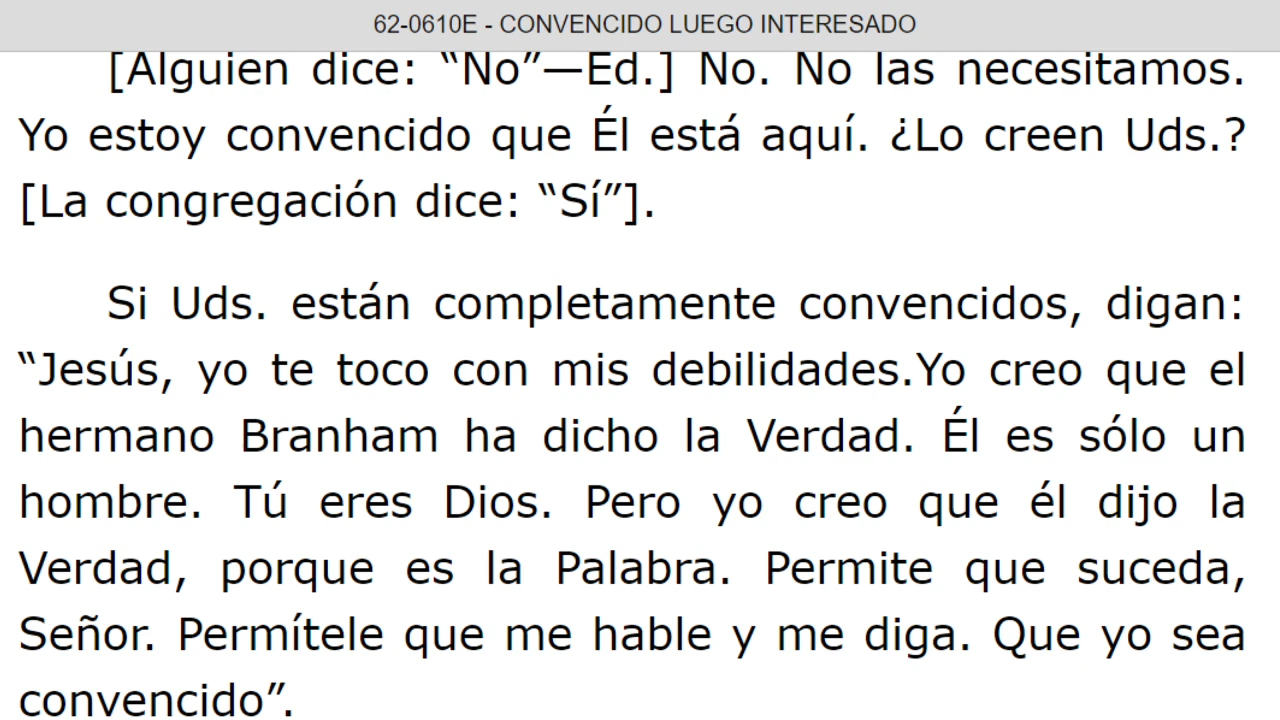 62-0610E - CONVENCIDO LUEGO INTERESADO
[Alguien dice: “No”—Ed.] No. No las necesitamos.
Yo estoy convencido que Él está aquí. ¿Lo creen Uds.?
[La congregación dice: “Sí”].
Si Uds. están completamente convencidos, digan:
“Jesús, yo te toco con mis debilidades.Yo creo que el
hermano Branham ha dicho la Verdad. Él es sólo un
hombre. Tú eres Dios. Pero yo creo que él dijo la
Verdad, porque es la Palabra. Permite que suceda,
Señor. Permítele que me hable y me diga. Que yo sea
convencido”.